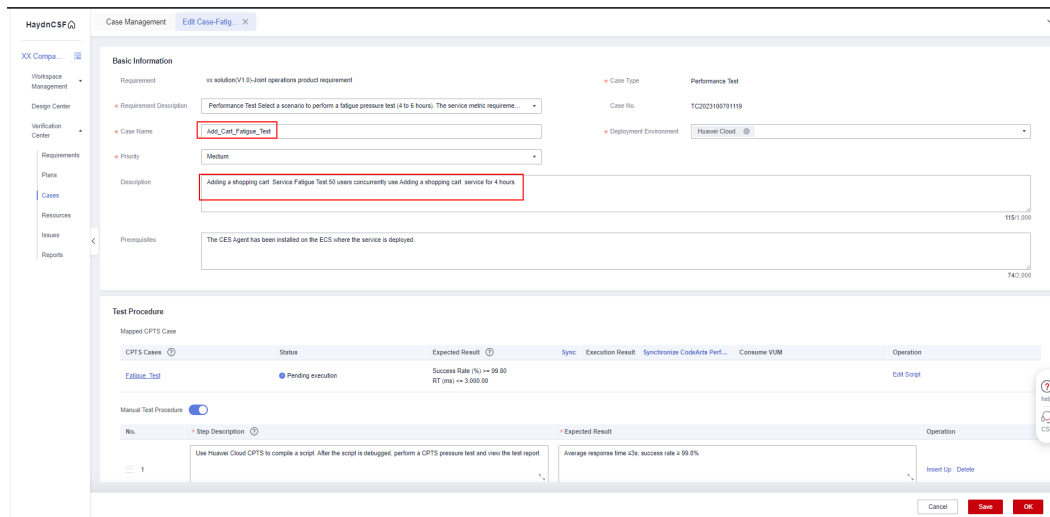 HaydnCSF
Case Management
Edit Case-Fatig...
XX Compa...
Workspace
Management
Design Center
Verification
Center
Requirements
Plans
Cases
Resources
Issues
Reports
Basic Information
Requirement
xx solution(V1.0)-Joint operations product requirement
* Case Type
Performance Test
* Requirement Description
Performance Test Select a scenario to perform a fatigue pressure test (4 to 6 hours). The service metric requireme...
Case No.
TC2023100701119
* Case Name
Add_Cart_Fatigue_Test
* Deployment Environment
Huawei Cloud
* Priority
Medium
Description
Adding a shopping cart Service Fatigue Test 50 users concurrently use Adding a shopping cart service for 4 hours
115/1,000
Prerequisites
The CES Agent has been installed on the ECS where the service is deployed.
74/2,000
Test Procedure
Mapped CPTS Case
CPTS Cases
Status
Expected Result
Sync
Execution Result
Synchronize CodeArts Perf...
Consume VUM
Operation
Fatigue_Test
Pending execution
Success Rate (%) >= 99.80
RT (ms) <= 3,000.00
Edit Script
Manual Test Procedure
No.
* Step Description
* Expected Result
Operation
1
Use Huawei Cloud CPTS to compile a script. After the script is debugged, perform a CPTS pressure test and view the test report.
Average response time ≤3s; success rate ≥ 99.8%
Insert Up
Delete
Cancel
Save
OK